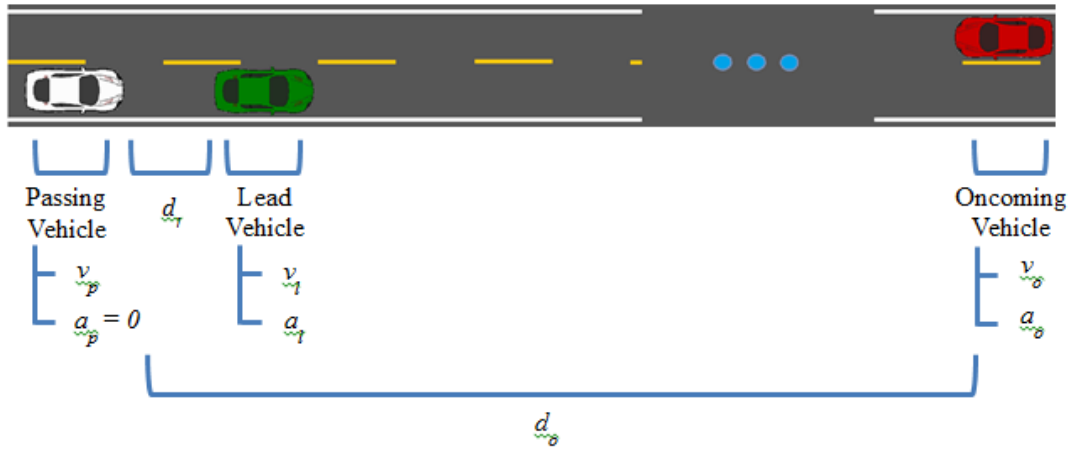 Passing
Vehicle
d_r
Lead
Vehicle
Oncoming
Vehicle
v_p
a_p = 0
v_l
a_l
v_o
a_o
d_o